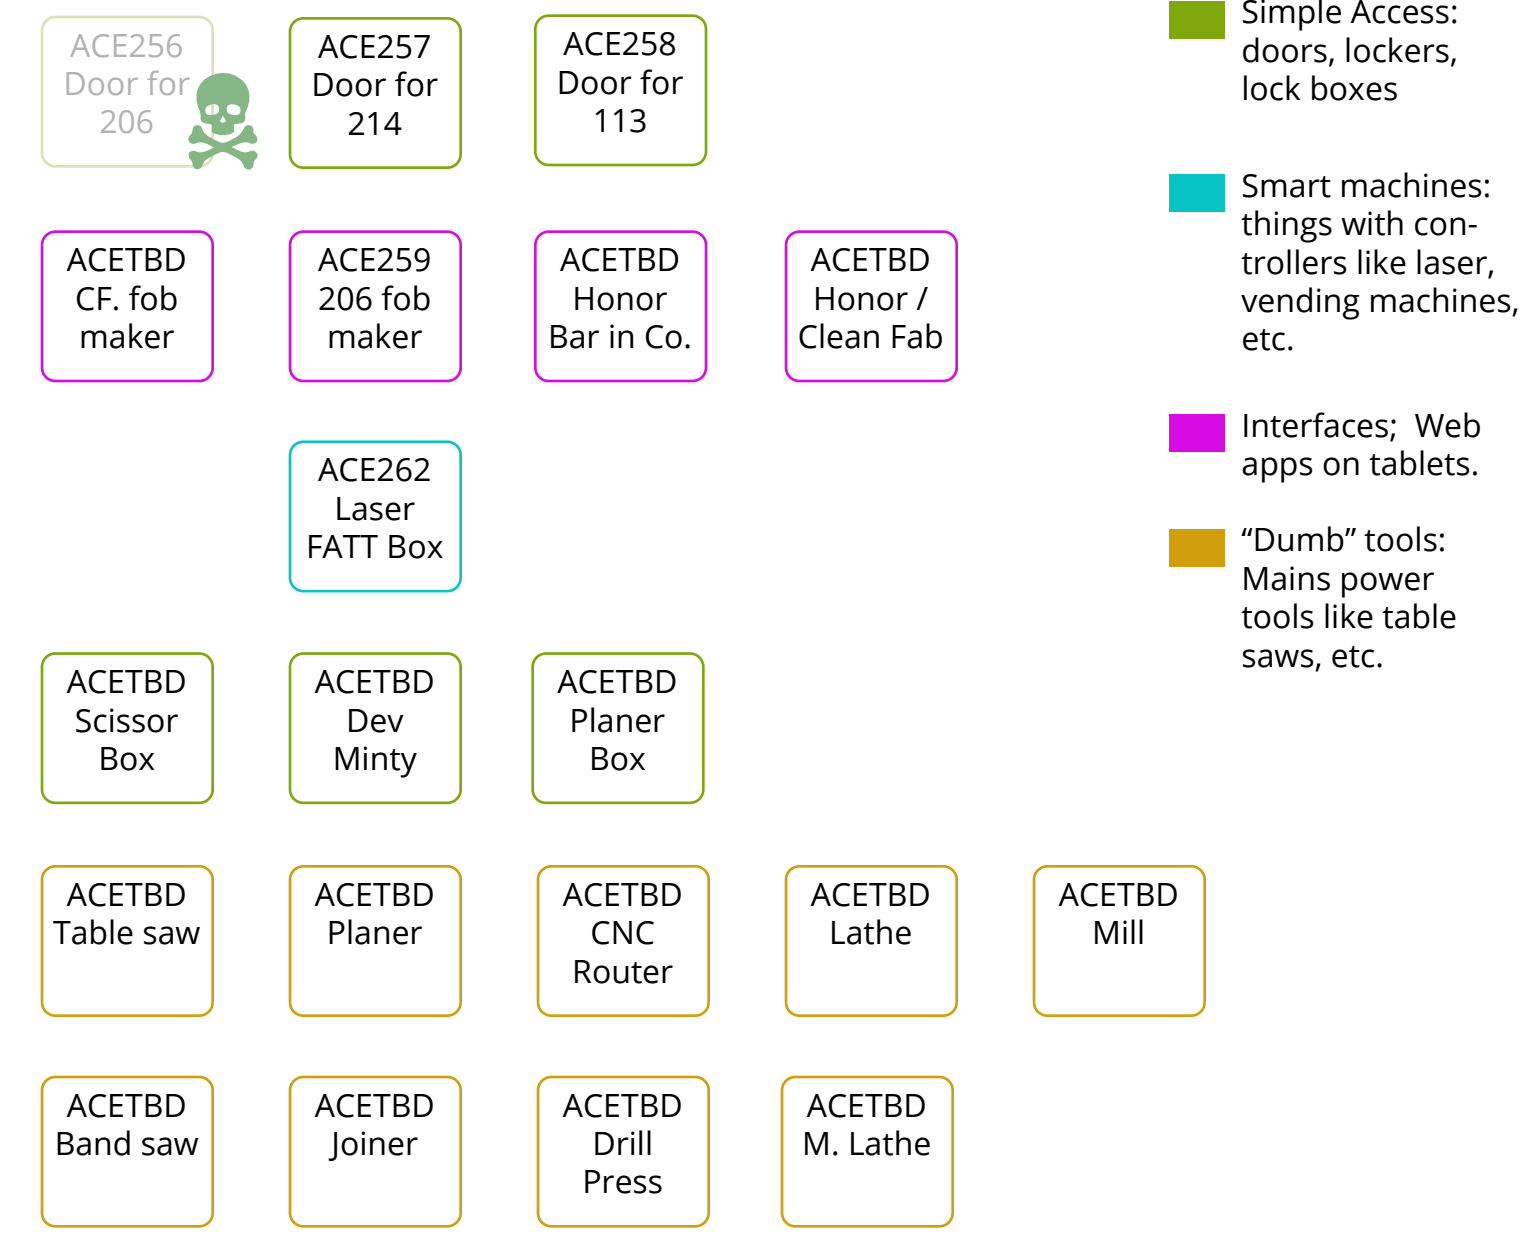 ACE256
Door for
206
ACE257
Door for
214
ACE258
Door for
113
ACETBD
CF. fob
maker
ACE259
206 fob
maker
ACETBD
Honor
Bar in Co.
ACETBD
Honor /
Clean Fab
ACE262
Laser
FATT Box
ACETBD
Scissor
Box
ACETBD
Dev
Minty
ACETBD
Planer
Box
ACETBD
Table saw
ACETBD
Planer
ACETBD
CNC
Router
ACETBD
Lathe
ACETBD
Mill
ACETBD
Band saw
ACETBD
Joiner
ACETBD
Drill
Press
ACETBD
M. Lathe
Simple Access:
doors, lockers,
lock boxes
Smart machines:
things with con-
trollers like laser,
vending machines,
etc.
Interfaces;  Web
apps on tablets.
“Dumb” tools:
Mains power
tools like table
saws, etc.